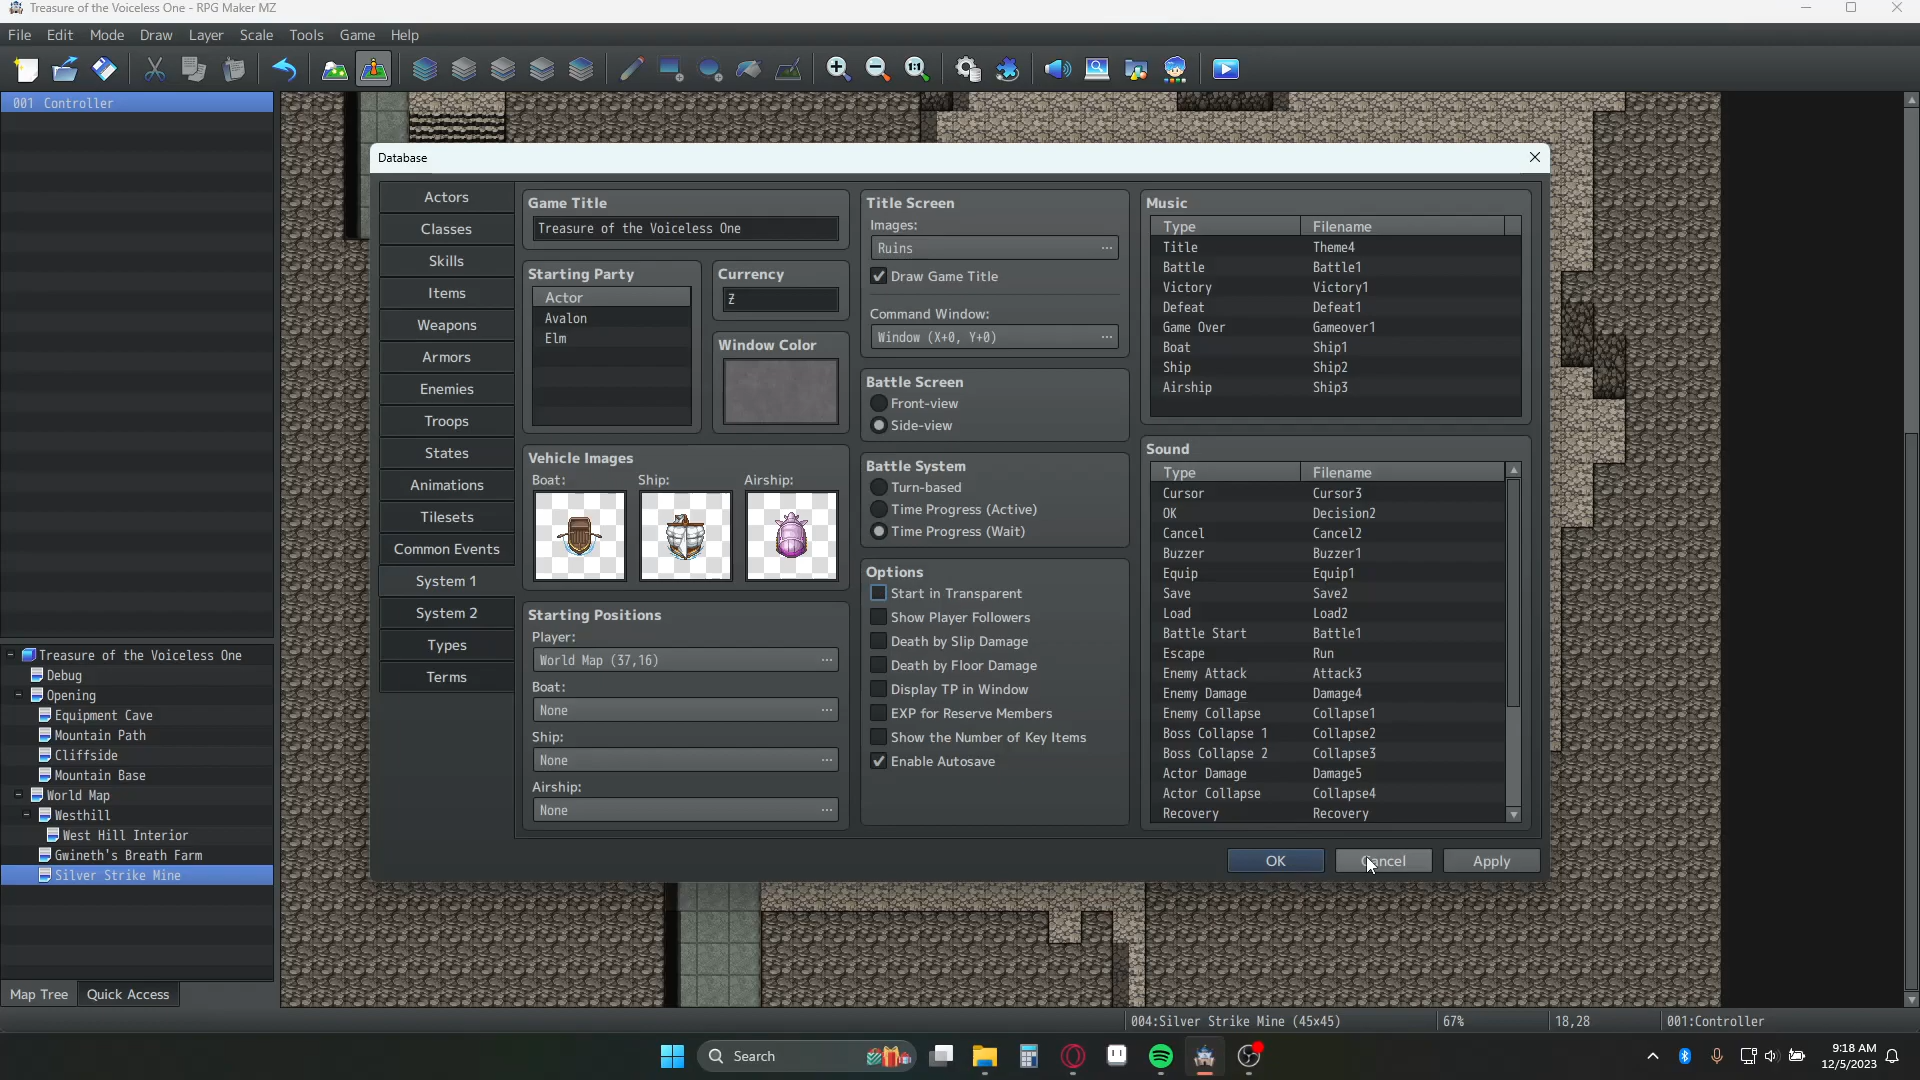 Treasure of the Voiceless One - RPG Maker MZ
File Edit Mode Draw Layer Scale Tools Game Help
001 Controller
Treasure of the Voiceless One
Debug
Opening
Equipment Cave
Mountain Path
Cliffside
Mountain Base
World Map
Westhill
West Hill Interior
Gwineth's Breath Farm
Silver Strike Mine
Map Tree Quick Access
Database
Actors
Classes
Skills
Items
Weapons
Armors
Enemies
Troops
States
Animations
Tilesets
Common Events
System 1
System 2
Types
Terms
Game Title
Treasure of the Voiceless One
Starting Party
Actor
Avalon
Elm
Currency
Window Color
Vehicle Images
Boat: Ship: Airship:
Starting Positions
Player:
World Map (37,16) ...
Boat:
None ...
Ship:
None ...
Airship:
None ...
Title Screen
Images:
Ruins ...
Draw Game Title
Command Window:
Window (X+0, Y+0) ...
Battle Screen
Front-view
Side-view
Battle System
Turn-based
Time Progress (Active)
Time Progress (Wait)
Options
Start in Transparent
Show Player Followers
Death by Slip Damage
Death by Floor Damage
Display TP in Window
EXP for Reserve Members
Show the Number of Key Items
Enable Autosave
Music
Type Filename
Title Theme4
Battle Battle1
Victory Victory1
Defeat Defeat1
Game Over Gameover1
Boat Ship1
Ship Ship2
Airship Ship3
Sound
Type Filename
Cursor Cursor3
OK Decision2
Cancel Cancel2
Buzzer Buzzer1
Equip Equip1
Save Save2
Load Load2
Battle Start Battle1
Escape Run
Enemy Attack Attack3
Enemy Damage Damage4
Enemy Collapse Collapse1
Boss Collapse 1 Collapse2
Boss Collapse 2 Collapse3
Actor Damage Damage5
Actor Collapse Collapse4
Recovery Recovery
OK Cancel Apply
004:Silver Strike Mine (45x45) 67% 18,28 001:Controller
Search
9:18 AM
12/5/2023